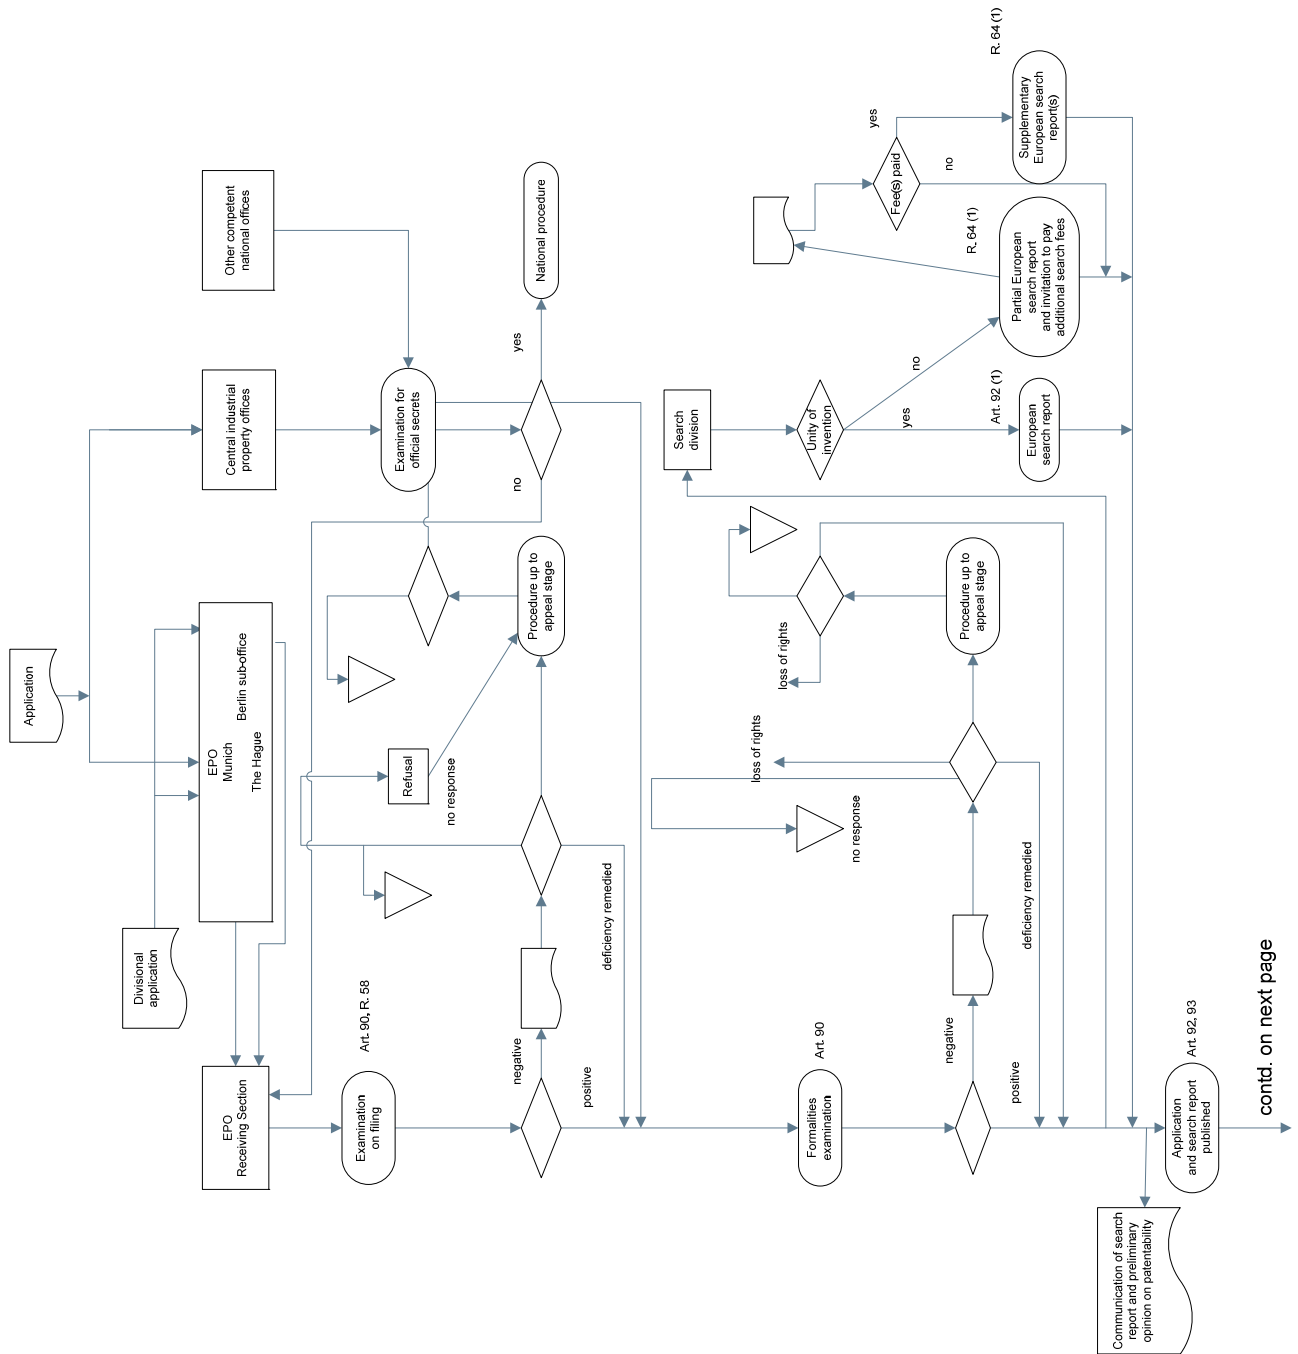 Application
Divisional
application
EPO
Munich
Berlin sub-office
The Hague
Central industrial
property offices
Other competent
national offices
EPO
Receiving Section
Examination
on filing
Art. 90, R. 58
Refusal
no response
Examination for
official secrets
National procedure
yes
no
Procedure up to
appeal stage
negative
positive
deficiency remedied
Formalities
examination
Art. 90
no response
loss of rights
loss of rights
Procedure up to
appeal stage
negative
positive
deficiency remedied
Search
division
Unity of
invention
yes
no
Art. 92 (1)
European
search report
Partial European
search report
and invitation to pay
additional search fees
R. 64 (1)
Fee(s) paid
yes
no
R. 64 (1)
Supplementary
European search
report(s)
Communication of search
report and preliminary
opinion on patentability
Application
and search report
published
Art. 92, 93
contd. on next page